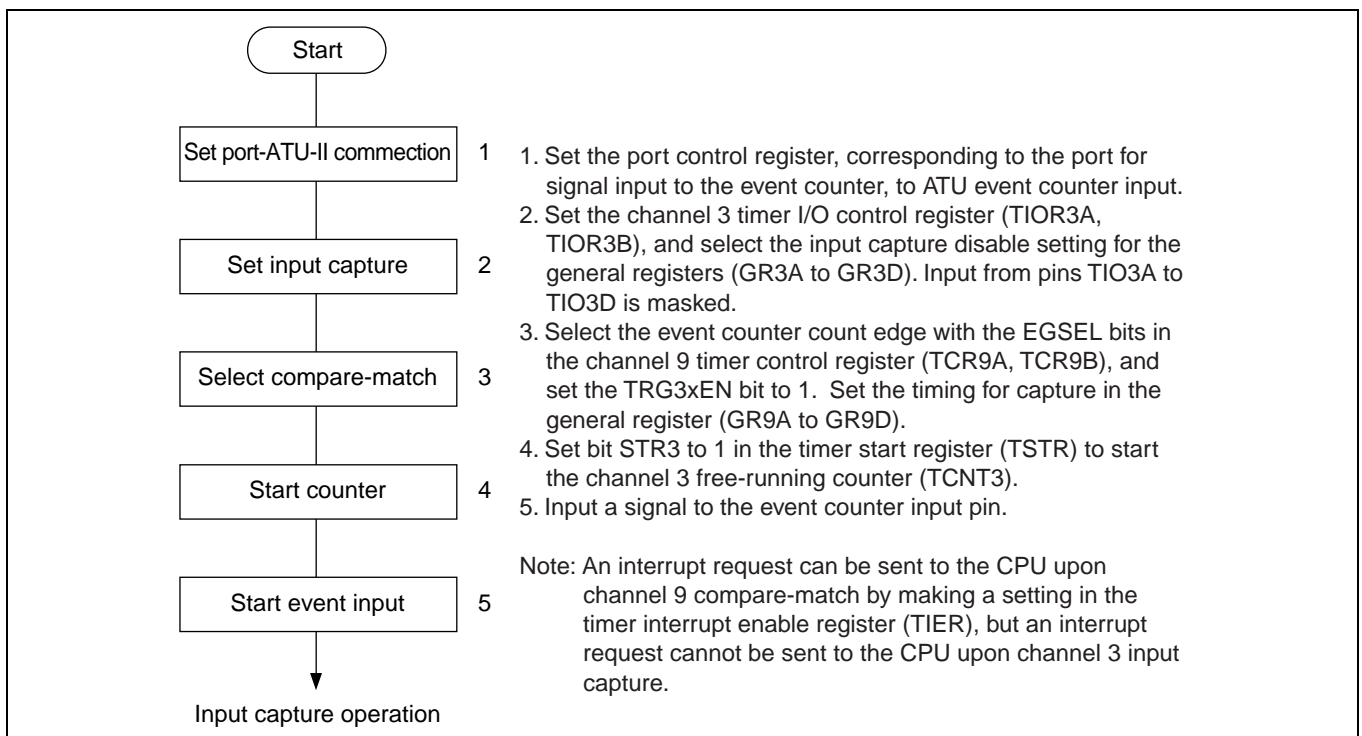 Start
Set port-ATU-II commection 1
Set input capture 2
Select compare-match 3
Start counter 4
Start event input 5
Input capture operation
1. Set the port control register, corresponding to the port for
signal input to the event counter, to ATU event counter input.
2. Set the channel 3 timer I/O control register (TIOR3A,
TIOR3B), and select the input capture disable setting for the
general registers (GR3A to GR3D). Input from pins TIO3A to
TIO3D is masked.
3. Select the event counter count edge with the EGSEL bits in
the channel 9 timer control register (TCR9A, TCR9B), and
set the TRG3xEN bit to 1. Set the timing for capture in the
general register (GR9A to GR9D).
4. Set bit STR3 to 1 in the timer start register (TSTR) to start
the channel 3 free-running counter (TCNT3).
5. Input a signal to the event counter input pin.
Note: An interrupt request can be sent to the CPU upon
channel 9 compare-match by making a setting in the
timer interrupt enable register (TIER), but an interrupt
request cannot be sent to the CPU upon channel 3 input
capture.